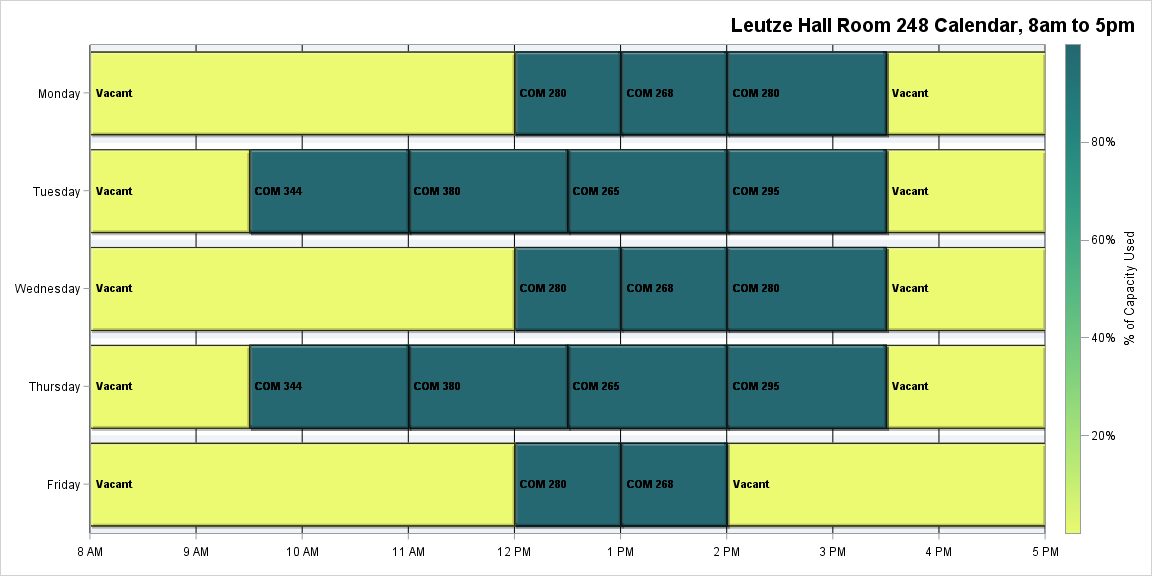 Leutze Hall Room 248 Calendar, 8am to 5pm
Monday
Vacant
COM 280
COM 268
COM 280
Vacant
Tuesday
Vacant
COM 344
COM 380
COM 265
COM 295
Vacant
Wednesday
Vacant
COM 280
COM 268
COM 280
Vacant
Thursday
Vacant
COM 344
COM 380
COM 265
COM 295
Vacant
Friday
Vacant
COM 280
COM 268
Vacant
8 AM
9 AM
10 AM
11 AM
12 PM
1 PM
2 PM
3 PM
4 PM
5 PM
80%
60%
40%
20%
% of Capacity Used